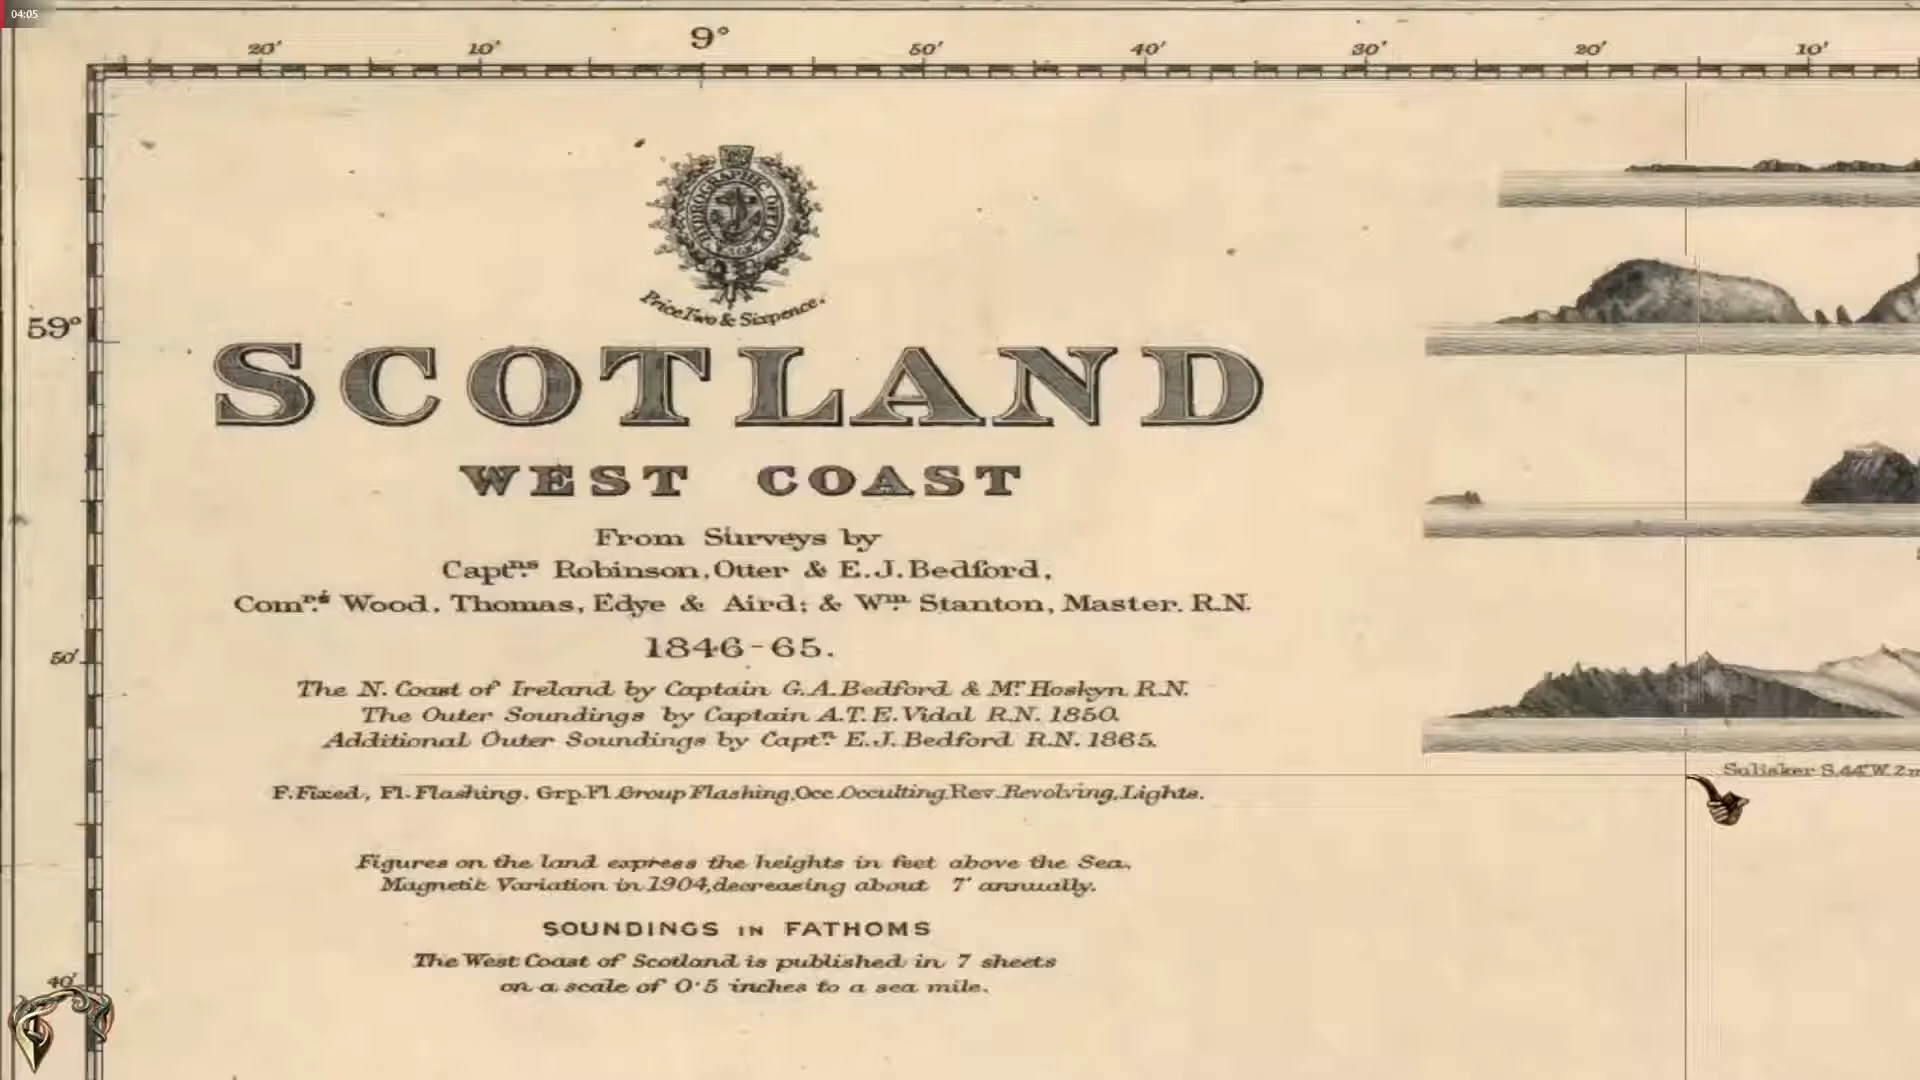 04:05
20' 10' 9° 50' 40' 30' 20' 10'
HYDROGRAPHIC OFFICE
Price Two & Sixpence.
59°
SCOTLAND
WEST COAST
From Surveys by
Captns. Robinson, Otter & E.J. Bedford,
Comrs. Wood, Thomas, Edye & Aird; & Wm. Stanton, Master. R.N.
1846-65.
50'
The N. Coast of Ireland by Captain G.A. Bedford & Mr Hoskyn R.N.
The Outer Soundings by Captain A.T.E. Vidal R.N. 1850.
Additional Outer Soundings by Captn. E.J. Bedford R.N. 1865.
Sulisker S.44°W. 2
F. Fixed, Fl. Flashing, Grp. Fl. Group Flashing, Occ. Occulting, Rev. Revolving, Lights.
Figures on the land express the heights in feet above the Sea.
Magnetic Variation in 1904, decreasing about 7' annually.
SOUNDINGS IN FATHOMS
The West Coast of Scotland is published in 7 sheets
40'
on a scale of 0·5 inches to a sea mile.